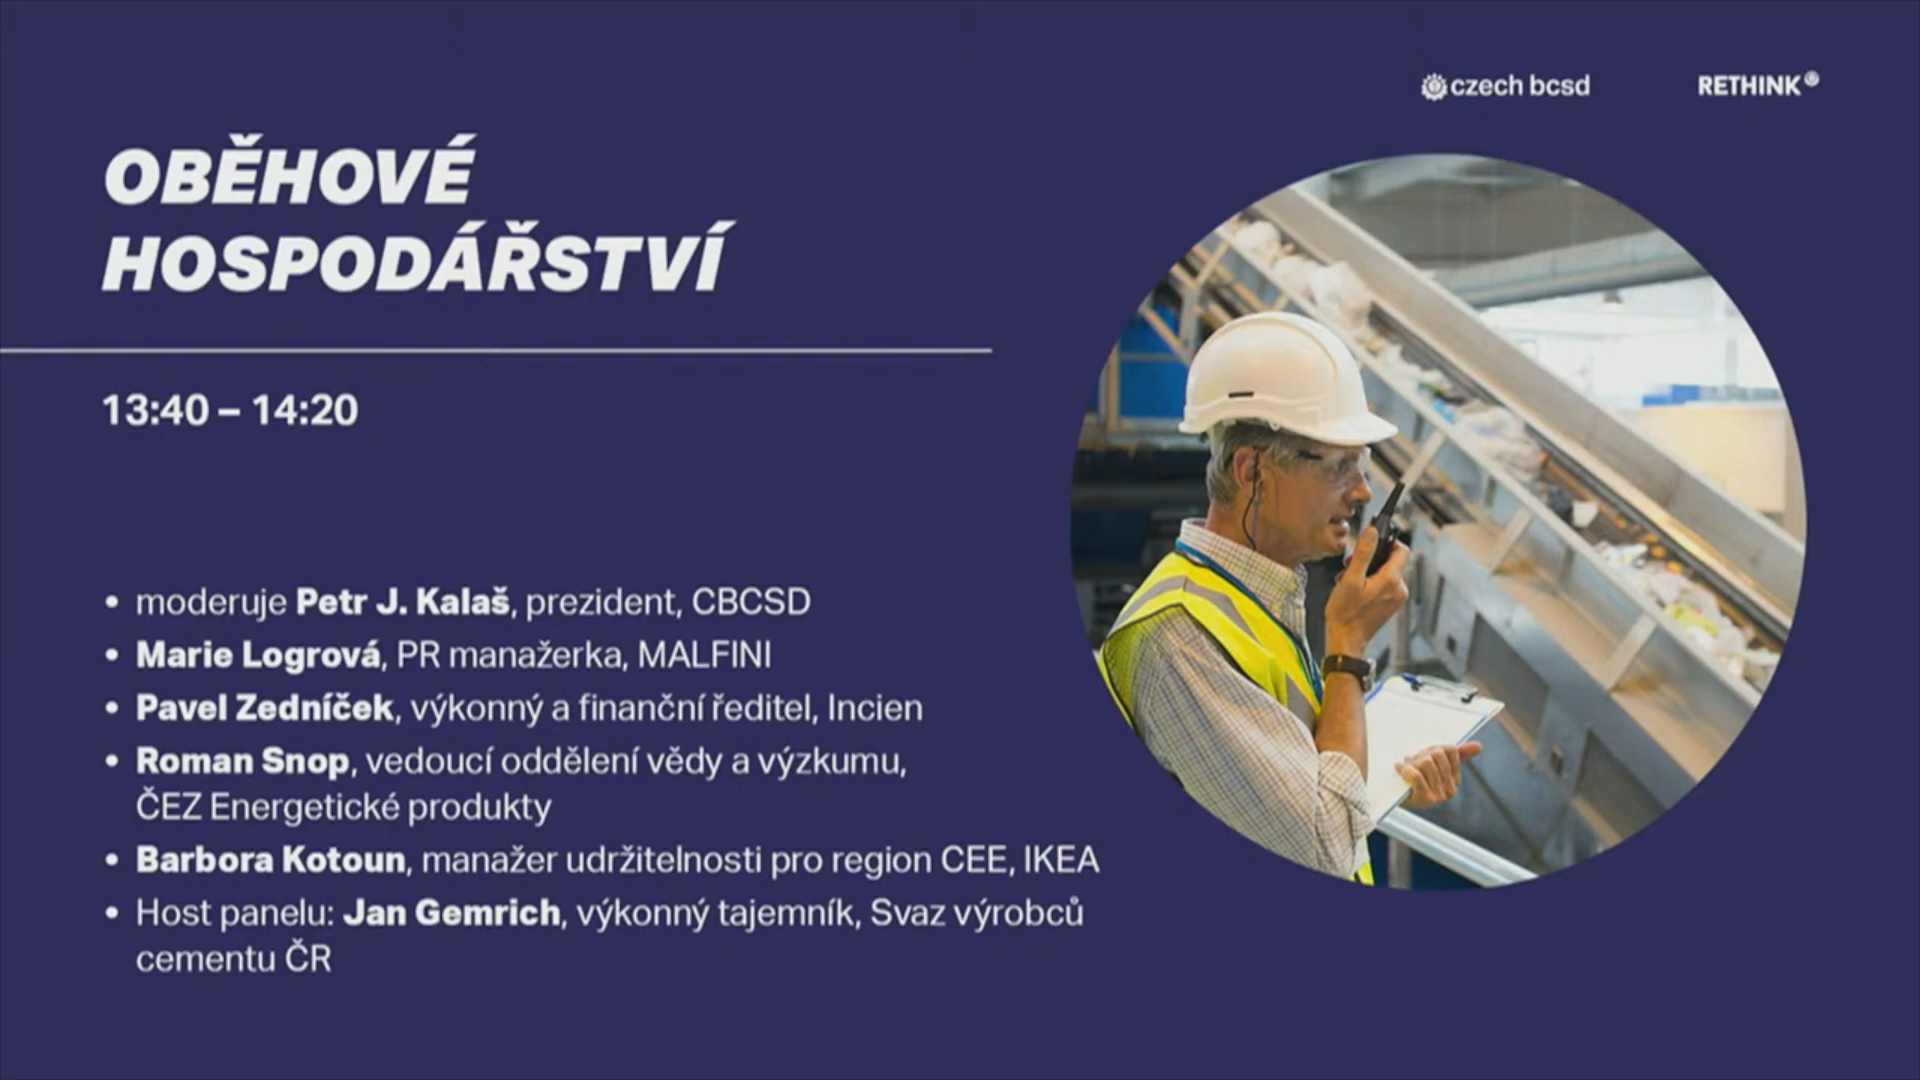 czech bcsd
RETHINK
OBĚHOVÉ
HOSPODÁŘSTVÍ
13:40 – 14:20
• moderuje Petr J. Kalaš, prezident, CBCSD
• Marie Logrová, PR manažerka, MALFINI
• Pavel Zedníček, výkonný a finanční ředitel, Incien
• Roman Snop, vedoucí oddělení vědy a výzkumu,
ČEZ Energetické produkty
• Barbora Kotoun, manažer udržitelnosti pro region CEE, IKEA
• Host panelu: Jan Gemrich, výkonný tajemník, Svaz výrobců
cementu ČR